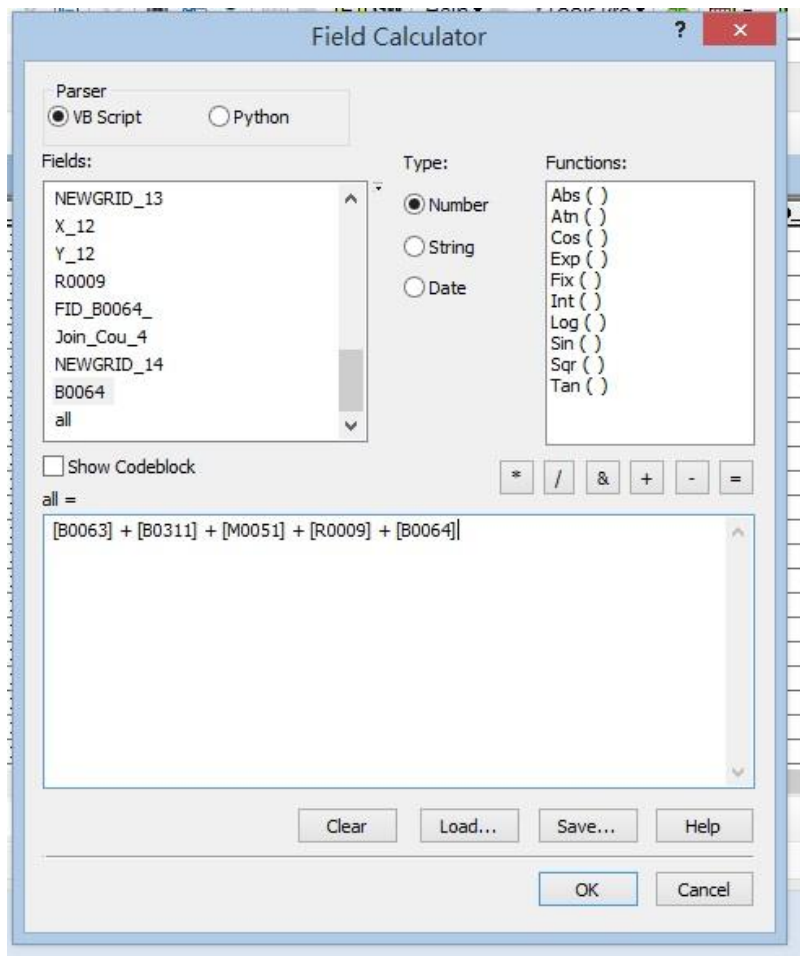 Field Calculator
?
Parser
VB Script Python
Fields:
NEWGRID_13
X_12
Y_12
R0009
FID_B0064_
Join_Cou_4
NEWGRID_14
B0064
all
Type:
Number
String
Date
Functions:
Abs ( )
Atn ( )
Cos ( )
Exp ( )
Fix ( )
Int ( )
Log ( )
Sin ( )
Sqr ( )
Tan ( )
Show Codeblock
* / & + - =
all =
[B0063] + [B0311] + [M0051] + [R0009] + [B0064]
Clear Load... Save... Help
OK Cancel